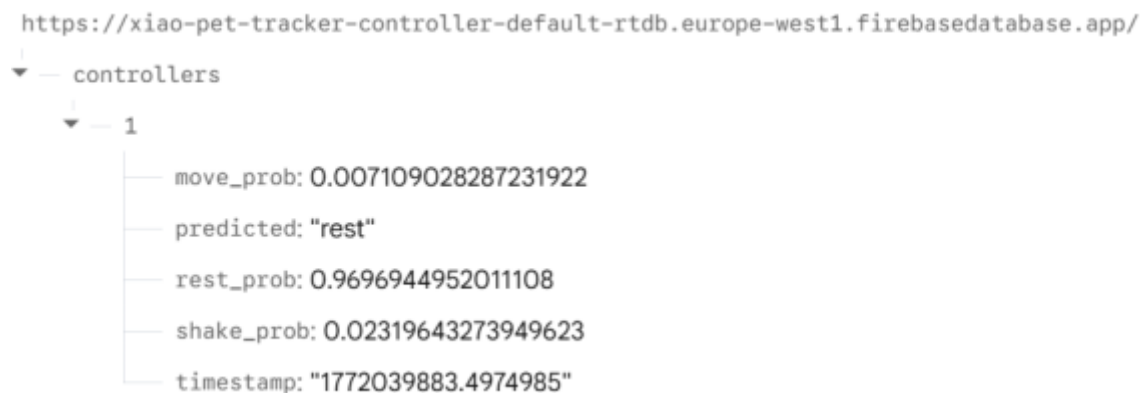 https://xiao-pet-tracker-controller-default-rtdb.europe-west1.firebasedatabase.app/
controllers
1
move_prob: 0.007109028287231922
predicted: "rest"
rest_prob: 0.9696944952011108
shake_prob: 0.02319643273949623
timestamp: "1772039883.4974985"